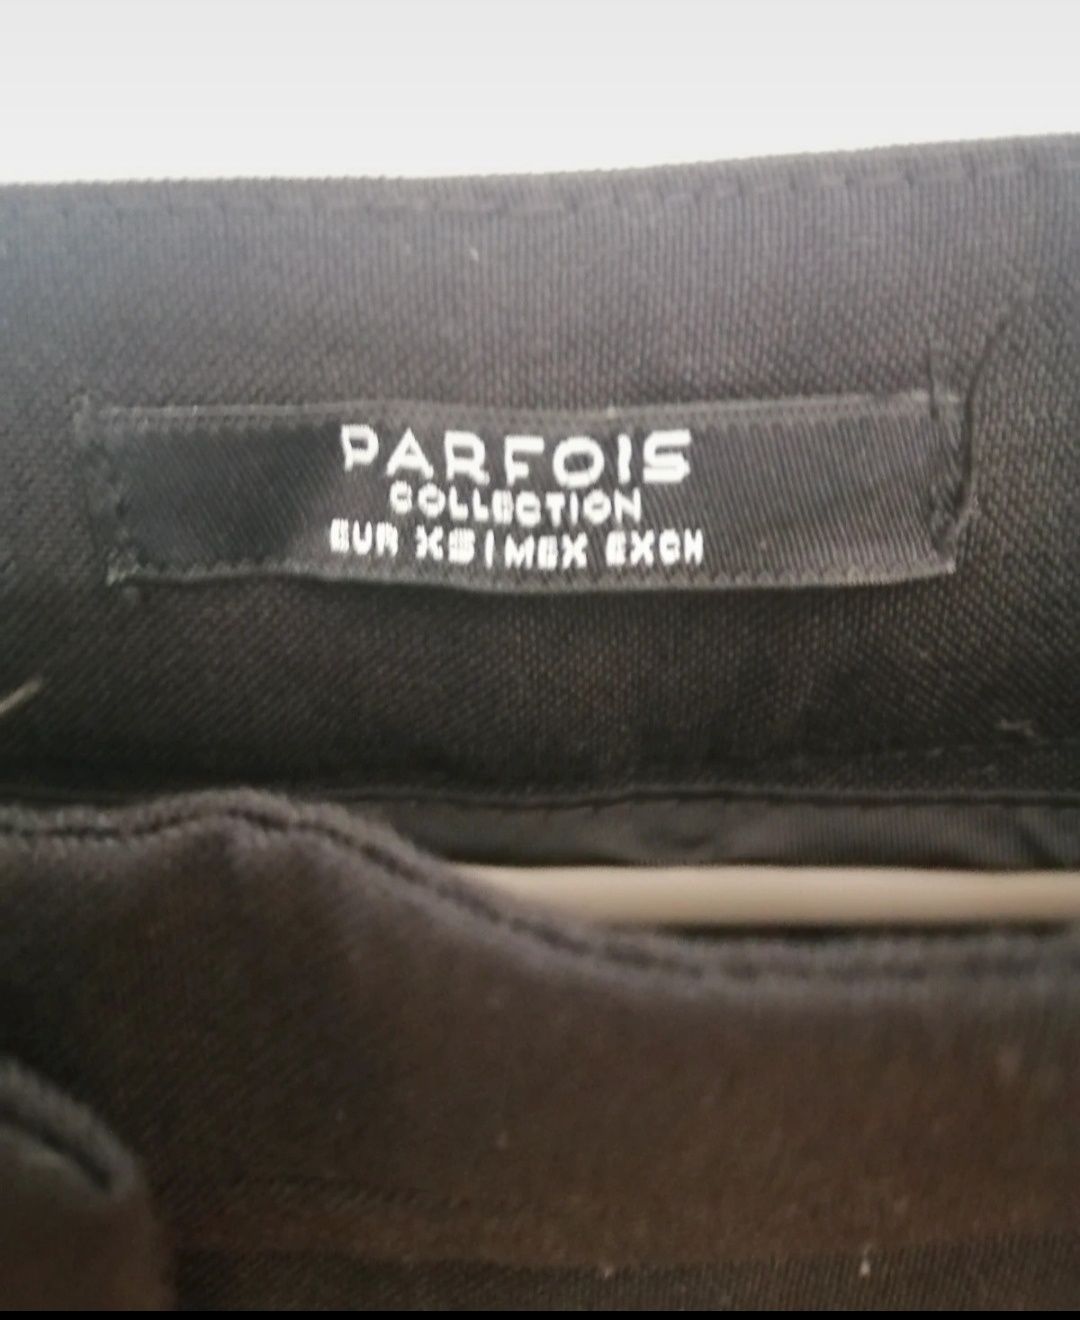 PARFOIS
COLLECTION
EUR XS | MEX EXCH